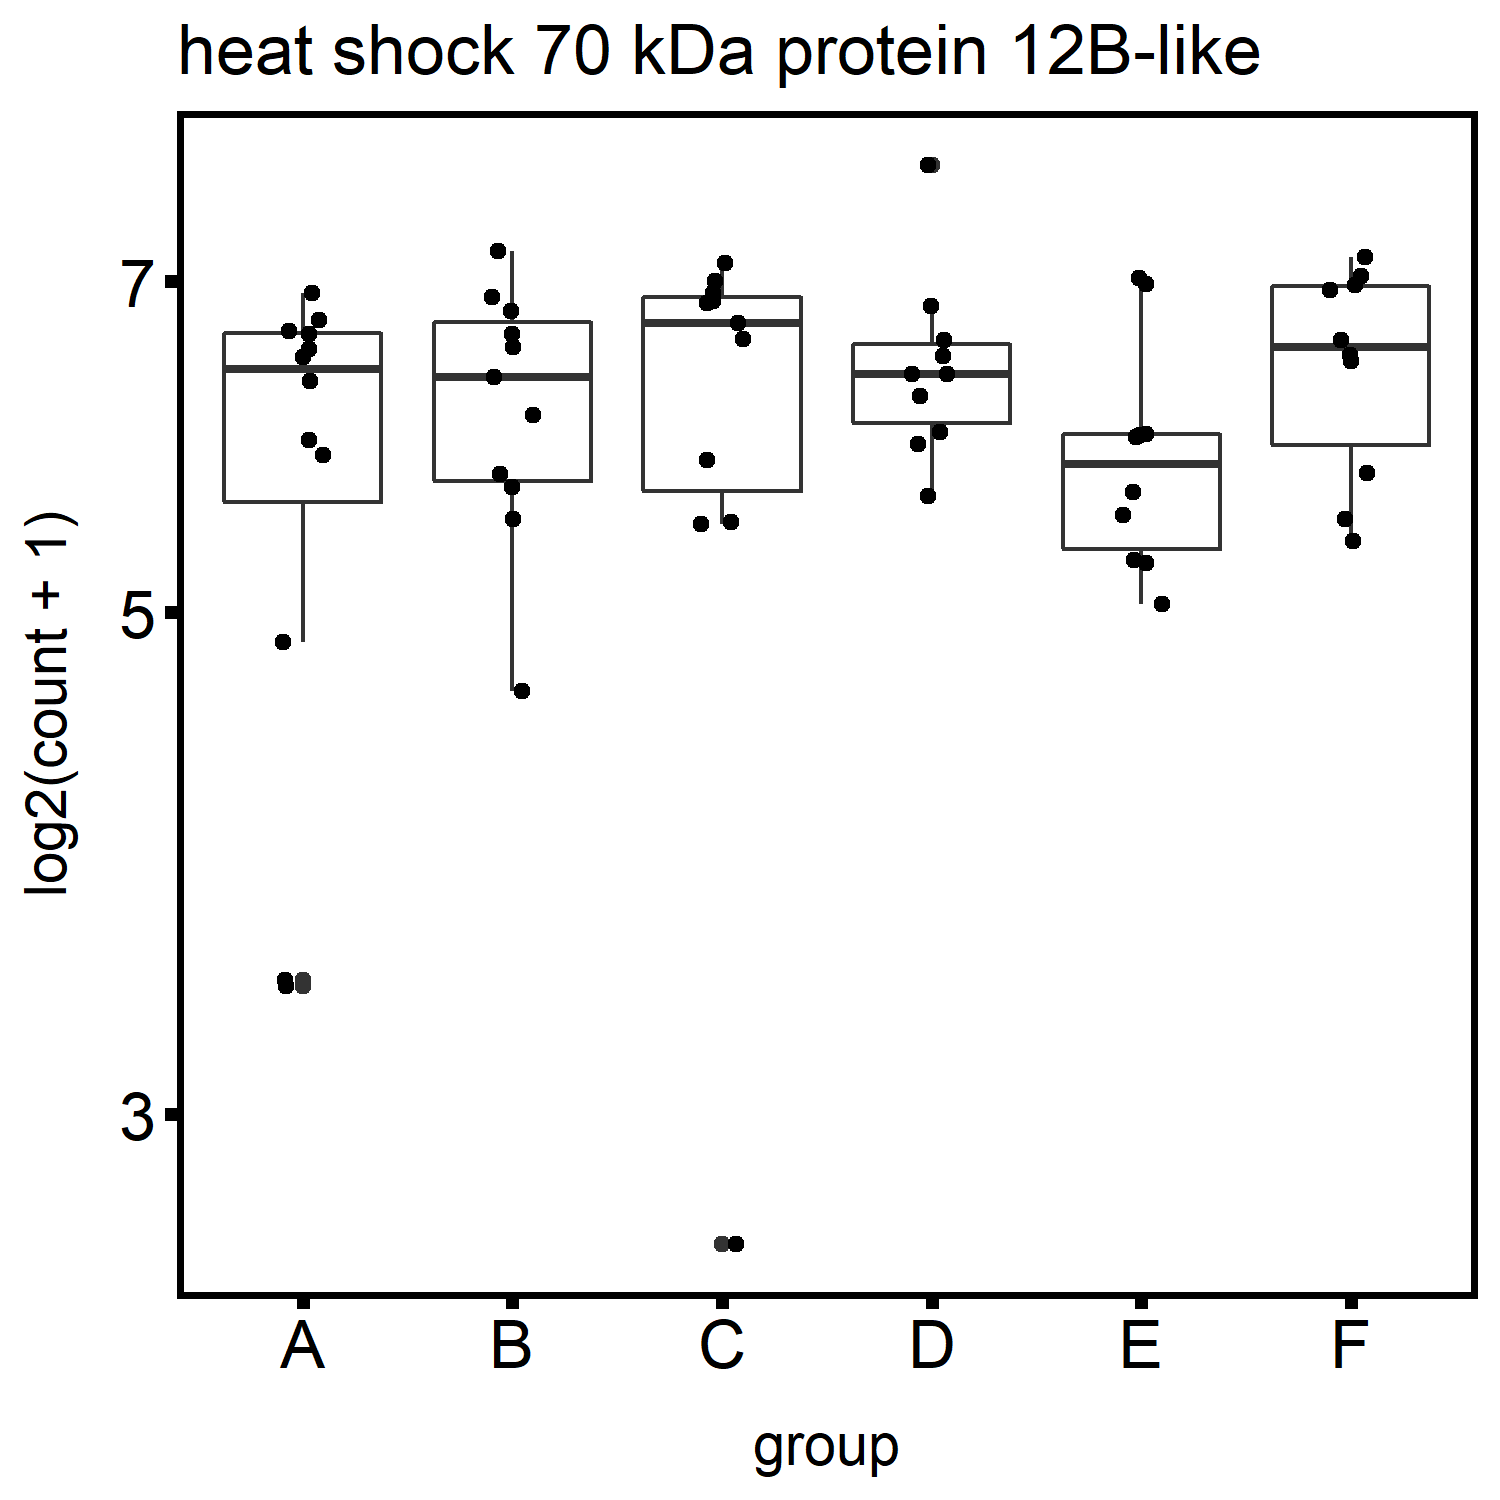 heat shock 70 kDa protein 12B-like
7
5
3
log2(count + 1)
A B C D E F
group